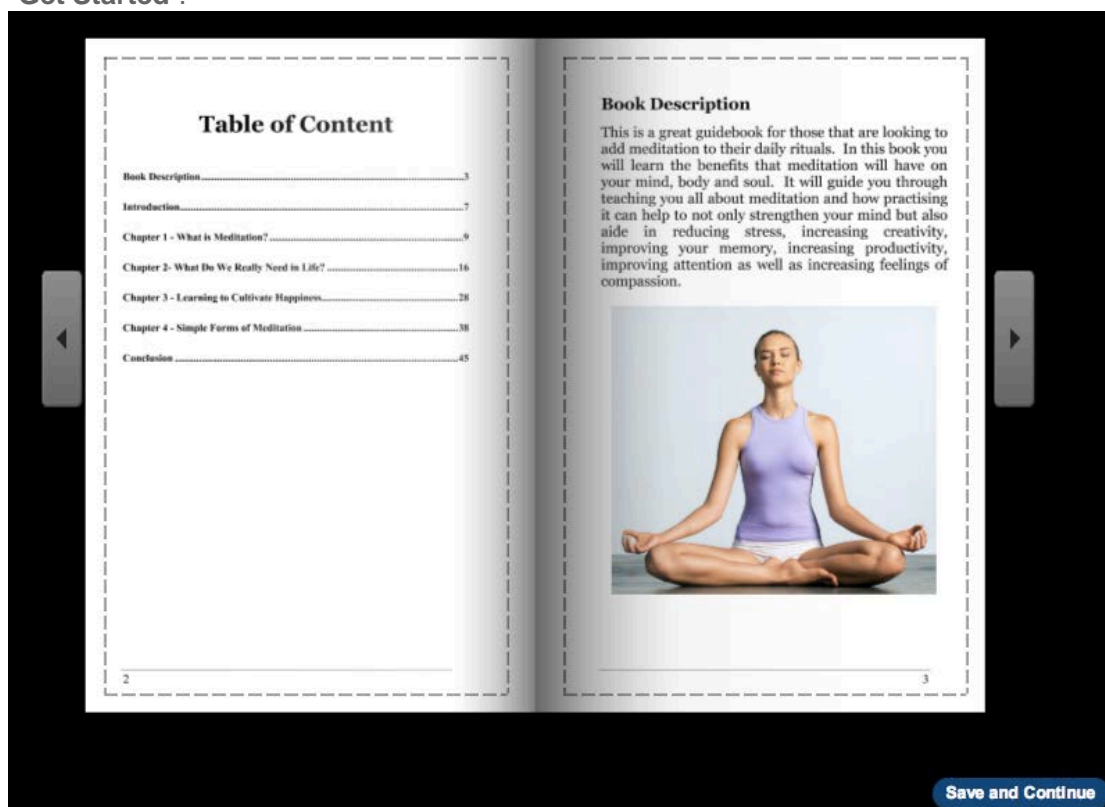 Get Started".
Table of Content
Book Description...3
Introduction...7
Chapter 1 - What is Meditation? ...9
Chapter 2- What Do We Really Need in Life? ...16
Chapter 3 - Learning to Cultivate Happiness...28
Chapter 4 - Simple Forms of Meditation ...38
Conclusion ...45
2
Book Description
This is a great guidebook for those that are looking to
add meditation to their daily rituals. In this book you
will learn the benefits that meditation will have on
your mind, body and soul. It will guide you through
teaching you all about meditation and how practising
it can help to not only strengthen your mind but also
aide in reducing stress, increasing creativity,
improving your memory, increasing productivity,
improving attention as well as increasing feelings of
compassion.
3
Save and Continue